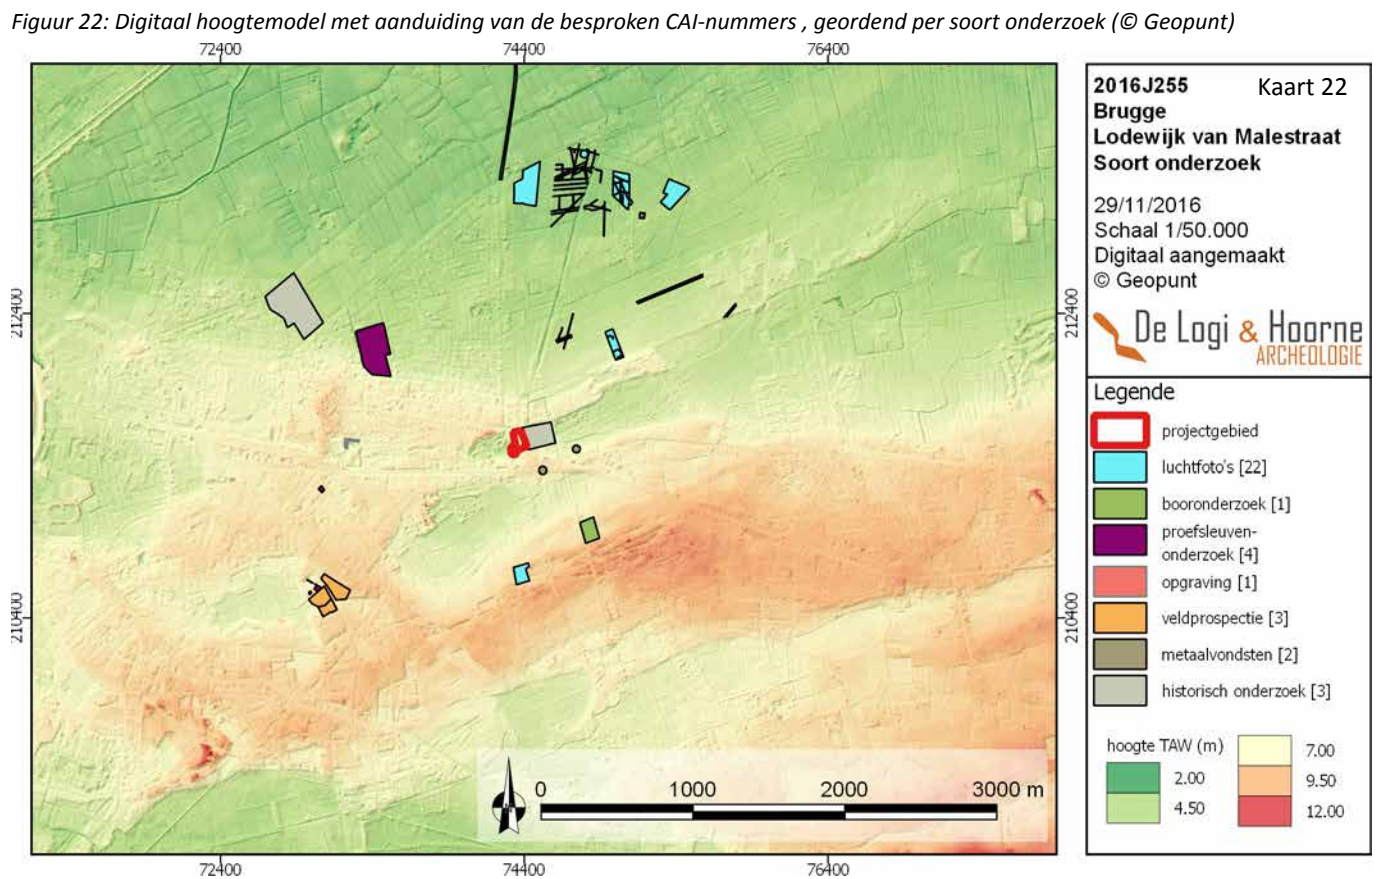 Figuur 22: Digitaal hoogtemodel met aanduiding van de besproken CAI-nummers , geordend per soort onderzoek (© Geopunt)
72400 74400 76400
212400 212400
210400 210400
72400 74400 76400
0 1000 2000 3000 m
2016J255 Kaart 22
Brugge
Lodewijk van Malestraat
Soort onderzoek
29/11/2016
Schaal 1/50.000
Digitaal aangemaakt
© Geopunt
De Logi & Hoorne
ARCHEOLOGIE
Legende
projectgebied
luchtfoto's [22]
booronderzoek [1]
proefsleuven-
onderzoek [4]
opgraving [1]
veldprospectie [3]
metaalvondsten [2]
historisch onderzoek [3]
hoogte TAW (m)
2.00
4.50
7.00
9.50
12.00